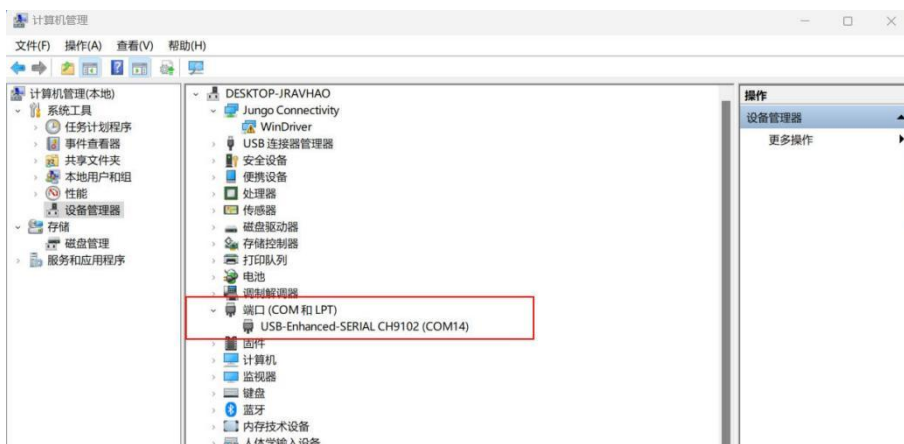 计算机管理
文件(F) 操作(A) 查看(V) 帮助(H)
计算机管理(本地)
系统工具
任务计划程序
事件查看器
共享文件夹
本地用户和组
性能
设备管理器
存储
磁盘管理
服务和应用程序
DESKTOP-JRAVHAO
Jungo Connectivity
WinDriver
USB 连接器管理器
安全设备
便携设备
处理器
传感器
磁盘驱动器
存储控制器
打印队列
电池
调制解调器
端口 (COM 和 LPT)
USB-Enhanced-SERIAL CH9102 (COM14)
固件
计算机
监视器
键盘
蓝牙
内存技术设备
人体学输入设备
操作
设备管理器
更多操作